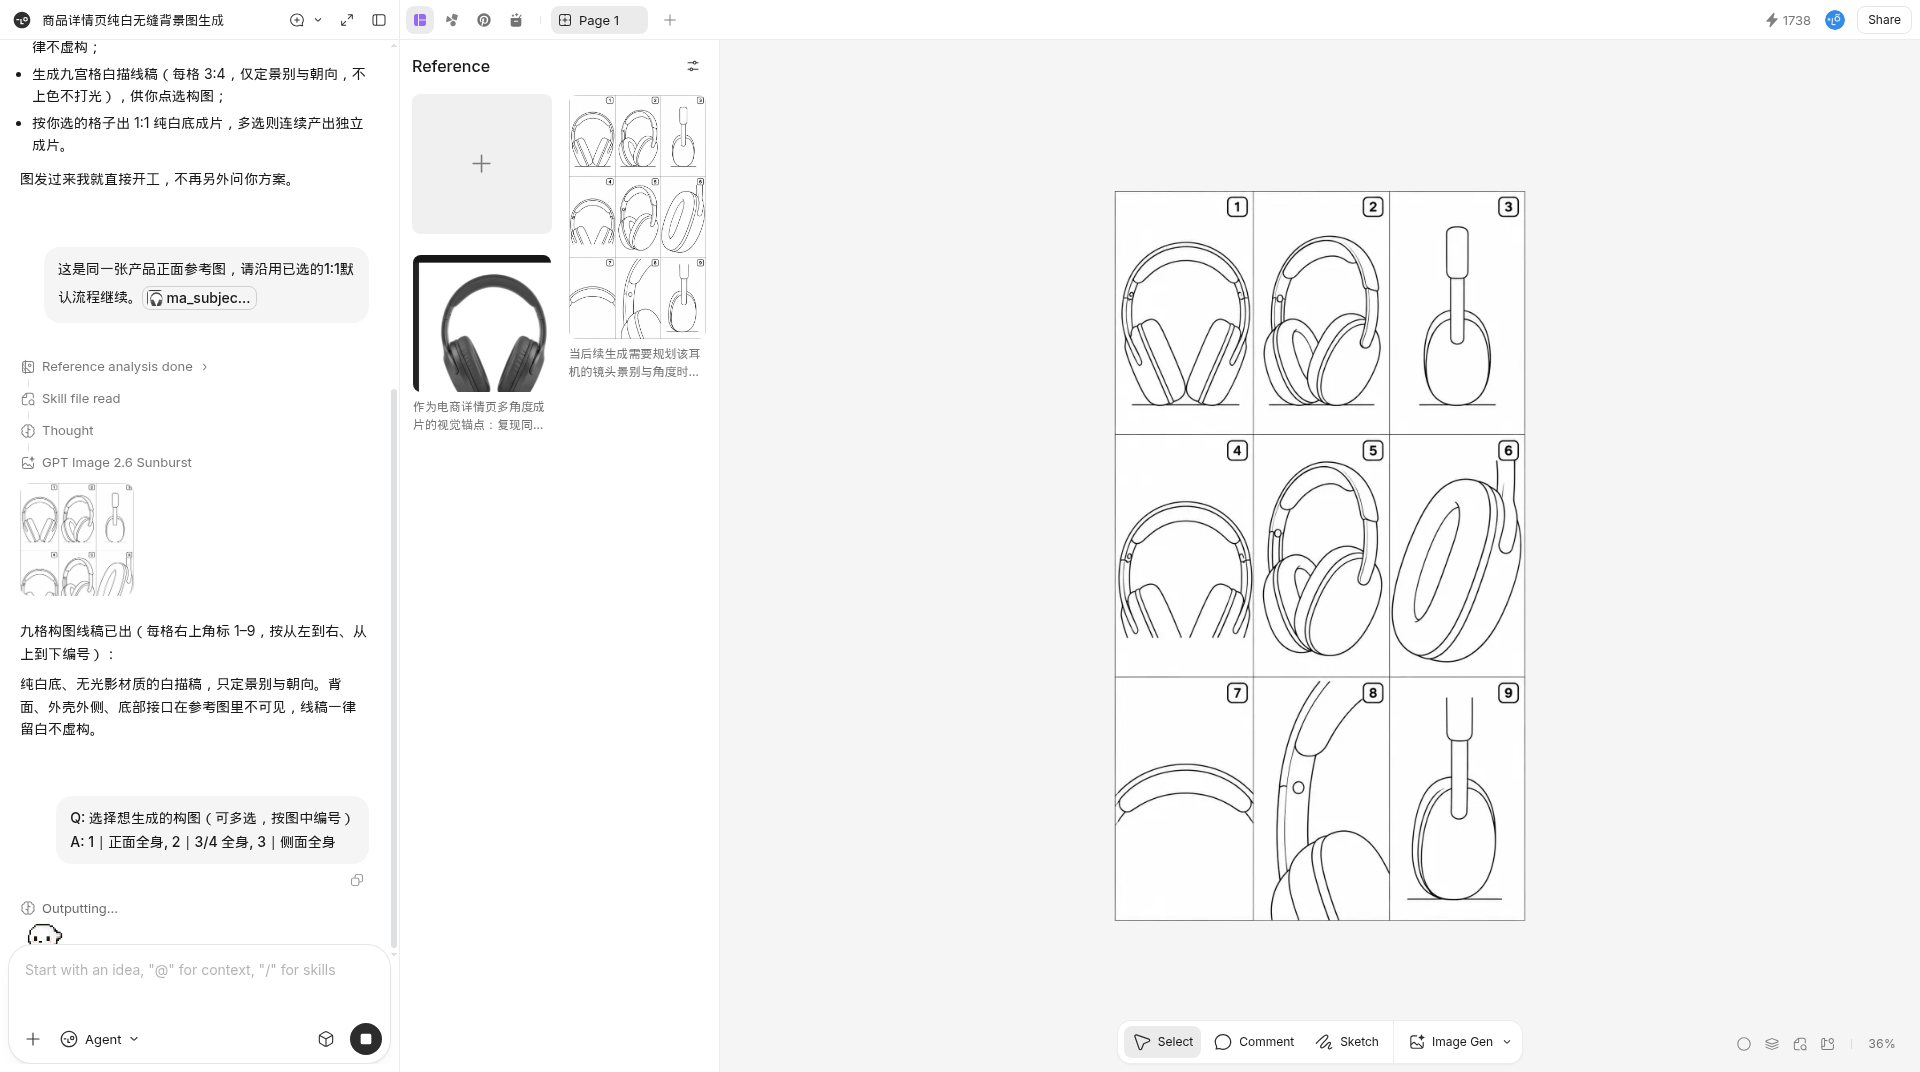 商品详情页纯白无缝背景图生成
Page 1
1738
Share
律不虚构；
生成九宫格白描线稿（每格 3:4，仅定景别与朝向，不
上色不打光），供你点选构图；
按你选的格子出 1:1 纯白底成片，多选则连续产出独立
成片。
图发过来我就直接开工，不再另外问你方案。
这是同一张产品正面参考图，请沿用已选的1:1默
认流程继续。 ma_subjec...
Reference analysis done
Skill file read
Thought
GPT Image 2.6 Sunburst
九格构图线稿已出（每格右上角标 1–9，按从左到右、从
上到下编号）：
纯白底、无光影材质的白描稿，只定景别与朝向。背
面、外壳外侧、底部接口在参考图里不可见，线稿一律
留白不虚构。
Q: 选择想生成的构图（可多选，按图中编号）
A: 1｜正面全身, 2｜3/4 全身, 3｜侧面全身
Outputting...
Start with an idea, "@" for context, "/" for skills
Agent
Reference
当后续生成需要规划该耳
机的镜头景别与角度时...
作为电商详情页多角度成
片的视觉锚点：复现同...
1
2
3
4
5
6
7
8
9
Select
Comment
Sketch
Image Gen
36%